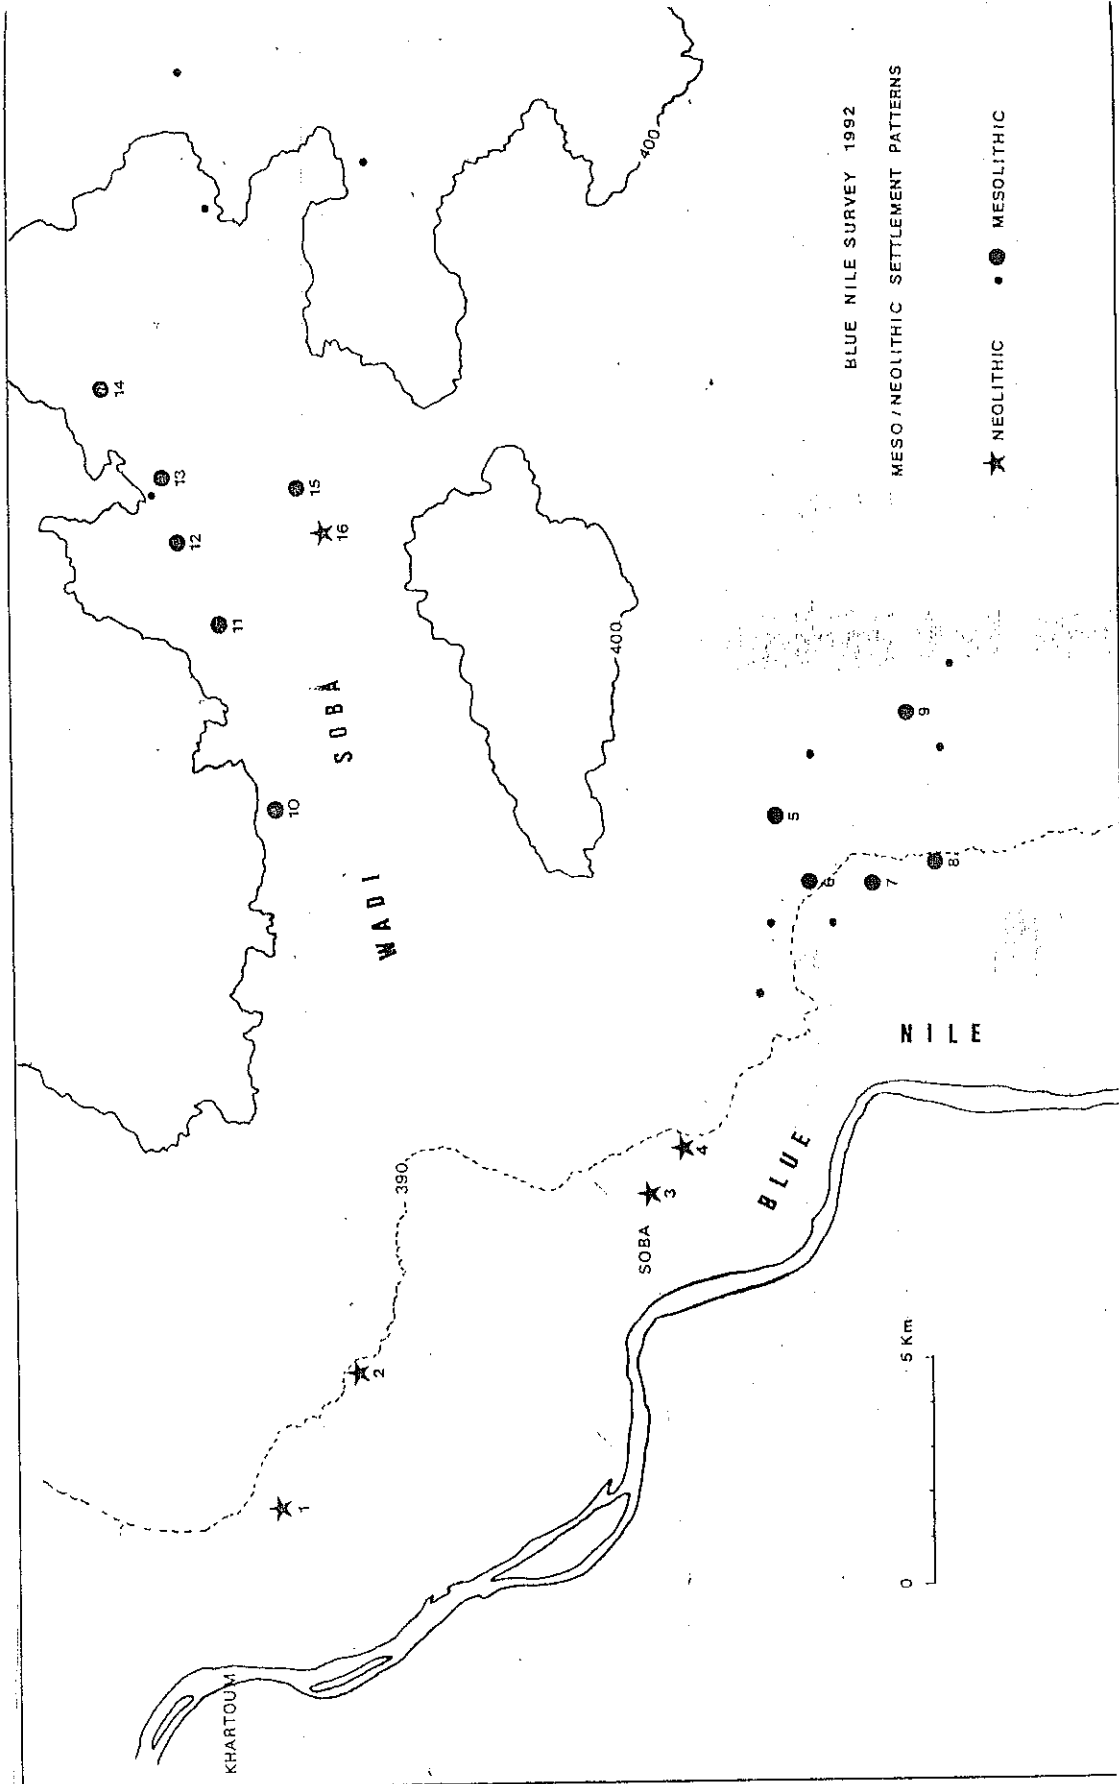 BLUE NILE SURVEY 1992
MESO/NEOLITHIC SETTLEMENT PATTERNS
NEOLITHIC
MESOLITHIC
KHARTOUM
SOBA
WADI SOBA
BLUE NILE
390
400
400
0 5 Km
1
2
3
4
5
6
7
8
9
10
11
12
13
14
15
16